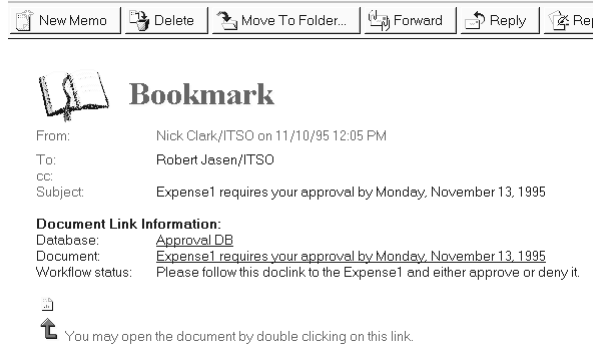 New Memo Delete Move To Folder... Forward Reply Rep
Bookmark
From: Nick Clark/ITSO on 11/10/95 12:05 PM
To: Robert Jasen/ITSO
cc:
Subject: Expense1 requires your approval by Monday, November 13, 1995
Document Link Information:
Database: Approval DB
Document: Expense1 requires your approval by Monday, November 13, 1995
Workflow status: Please follow this doclink to the Expense1 and either approve or deny it.
You may open the document by double clicking on this link.